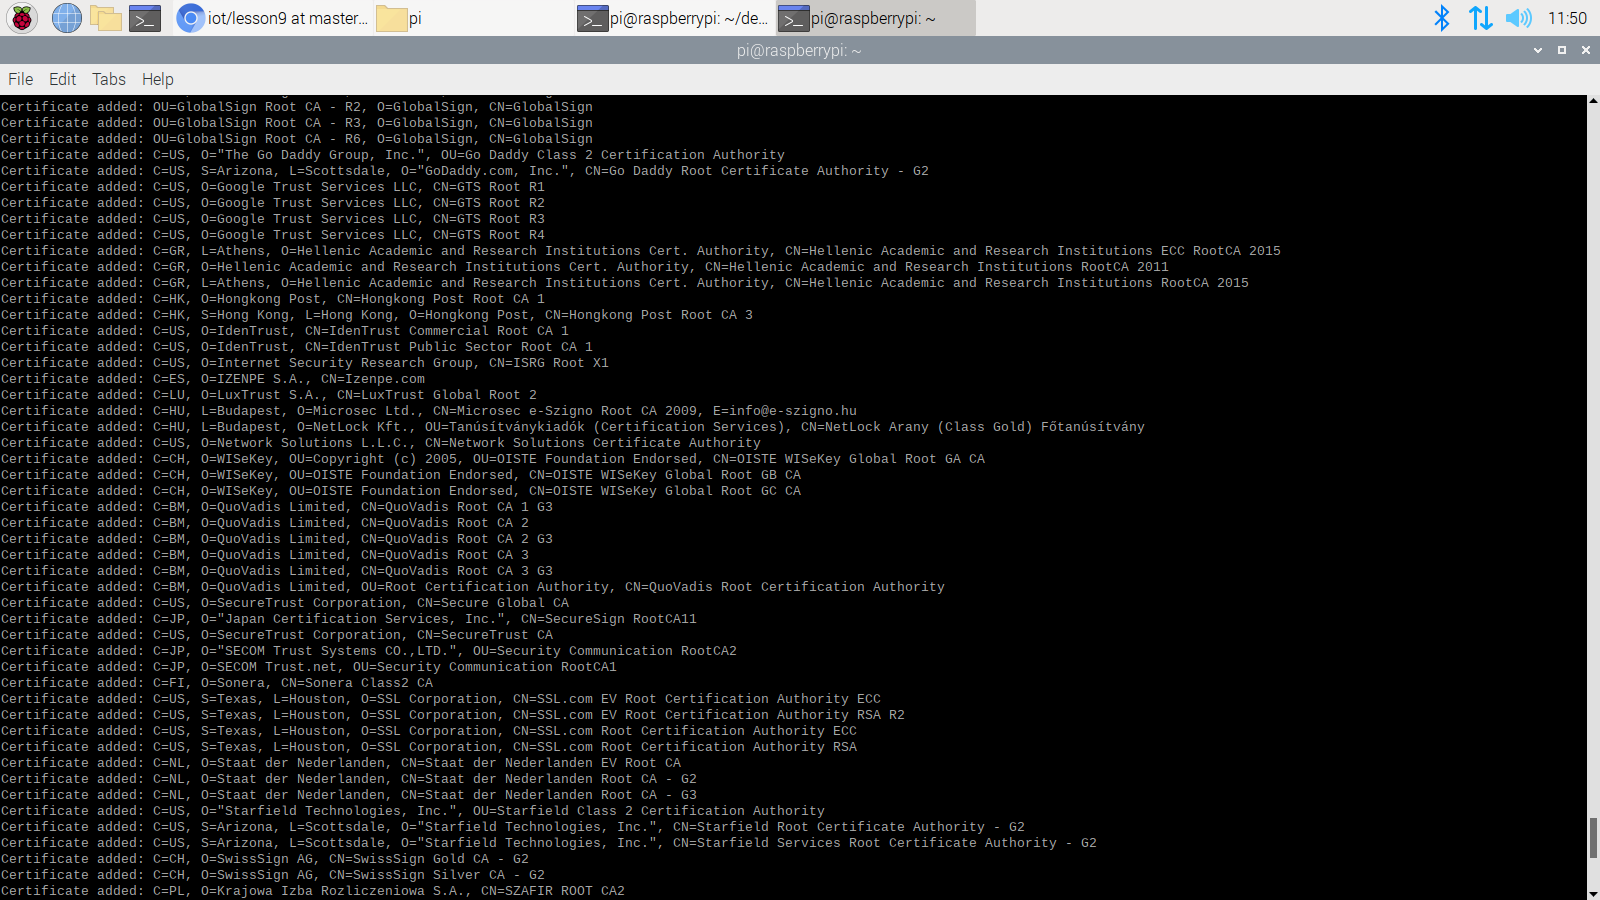 iot/lesson9 at master...
pi
pi@raspberrypi: ~/de...
pi@raspberrypi: ~
11:50
pi@raspberrypi: ~
File Edit Tabs Help
Certificate added: OU=GlobalSign Root CA - R2, O=GlobalSign, CN=GlobalSign
Certificate added: OU=GlobalSign Root CA - R3, O=GlobalSign, CN=GlobalSign
Certificate added: OU=GlobalSign Root CA - R6, O=GlobalSign, CN=GlobalSign
Certificate added: C=US, O="The Go Daddy Group, Inc.", OU=Go Daddy Class 2 Certification Authority
Certificate added: C=US, S=Arizona, L=Scottsdale, O="GoDaddy.com, Inc.", CN=Go Daddy Root Certificate Authority - G2
Certificate added: C=US, O=Google Trust Services LLC, CN=GTS Root R1
Certificate added: C=US, O=Google Trust Services LLC, CN=GTS Root R2
Certificate added: C=US, O=Google Trust Services LLC, CN=GTS Root R3
Certificate added: C=US, O=Google Trust Services LLC, CN=GTS Root R4
Certificate added: C=GR, L=Athens, O=Hellenic Academic and Research Institutions Cert. Authority, CN=Hellenic Academic and Research Institutions ECC RootCA 2015
Certificate added: C=GR, O=Hellenic Academic and Research Institutions Cert. Authority, CN=Hellenic Academic and Research Institutions RootCA 2011
Certificate added: C=GR, L=Athens, O=Hellenic Academic and Research Institutions Cert. Authority, CN=Hellenic Academic and Research Institutions RootCA 2015
Certificate added: C=HK, O=Hongkong Post, CN=Hongkong Post Root CA 1
Certificate added: C=HK, S=Hong Kong, L=Hong Kong, O=Hongkong Post, CN=Hongkong Post Root CA 3
Certificate added: C=US, O=IdenTrust, CN=IdenTrust Commercial Root CA 1
Certificate added: C=US, O=IdenTrust, CN=IdenTrust Public Sector Root CA 1
Certificate added: C=US, O=Internet Security Research Group, CN=ISRG Root X1
Certificate added: C=ES, O=IZENPE S.A., CN=Izenpe.com
Certificate added: C=LU, O=LuxTrust S.A., CN=LuxTrust Global Root 2
Certificate added: C=HU, L=Budapest, O=Microsec Ltd., CN=Microsec e-Szigno Root CA 2009, E=info@e-szigno.hu
Certificate added: C=HU, L=Budapest, O=NetLock Kft., OU=Tanúsítványkiadók (Certification Services), CN=NetLock Arany (Class Gold) Főtanúsítvány
Certificate added: C=US, O=Network Solutions L.L.C., CN=Network Solutions Certificate Authority
Certificate added: C=CH, O=WISeKey, OU=Copyright (c) 2005, OU=OISTE Foundation Endorsed, CN=OISTE WISeKey Global Root GA CA
Certificate added: C=CH, O=WISeKey, OU=OISTE Foundation Endorsed, CN=OISTE WISeKey Global Root GB CA
Certificate added: C=CH, O=WISeKey, OU=OISTE Foundation Endorsed, CN=OISTE WISeKey Global Root GC CA
Certificate added: C=BM, O=QuoVadis Limited, CN=QuoVadis Root CA 1 G3
Certificate added: C=BM, O=QuoVadis Limited, CN=QuoVadis Root CA 2
Certificate added: C=BM, O=QuoVadis Limited, CN=QuoVadis Root CA 2 G3
Certificate added: C=BM, O=QuoVadis Limited, CN=QuoVadis Root CA 3
Certificate added: C=BM, O=QuoVadis Limited, CN=QuoVadis Root CA 3 G3
Certificate added: C=BM, O=QuoVadis Limited, OU=Root Certification Authority, CN=QuoVadis Root Certification Authority
Certificate added: C=US, O=SecureTrust Corporation, CN=Secure Global CA
Certificate added: C=JP, O="Japan Certification Services, Inc.", CN=SecureSign RootCA11
Certificate added: C=US, O=SecureTrust Corporation, CN=SecureTrust CA
Certificate added: C=JP, O="SECOM Trust Systems CO.,LTD.", OU=Security Communication RootCA2
Certificate added: C=JP, O=SECOM Trust.net, OU=Security Communication RootCA1
Certificate added: C=FI, O=Sonera, CN=Sonera Class2 CA
Certificate added: C=US, S=Texas, L=Houston, O=SSL Corporation, CN=SSL.com EV Root Certification Authority ECC
Certificate added: C=US, S=Texas, L=Houston, O=SSL Corporation, CN=SSL.com EV Root Certification Authority RSA R2
Certificate added: C=US, S=Texas, L=Houston, O=SSL Corporation, CN=SSL.com Root Certification Authority ECC
Certificate added: C=US, S=Texas, L=Houston, O=SSL Corporation, CN=SSL.com Root Certification Authority RSA
Certificate added: C=NL, O=Staat der Nederlanden, CN=Staat der Nederlanden EV Root CA
Certificate added: C=NL, O=Staat der Nederlanden, CN=Staat der Nederlanden Root CA - G2
Certificate added: C=NL, O=Staat der Nederlanden, CN=Staat der Nederlanden Root CA - G3
Certificate added: C=US, O="Starfield Technologies, Inc.", OU=Starfield Class 2 Certification Authority
Certificate added: C=US, S=Arizona, L=Scottsdale, O="Starfield Technologies, Inc.", CN=Starfield Root Certificate Authority - G2
Certificate added: C=US, S=Arizona, L=Scottsdale, O="Starfield Technologies, Inc.", CN=Starfield Services Root Certificate Authority - G2
Certificate added: C=CH, O=SwissSign AG, CN=SwissSign Gold CA - G2
Certificate added: C=CH, O=SwissSign AG, CN=SwissSign Silver CA - G2
Certificate added: C=PL, O=Krajowa Izba Rozliczeniowa S.A., CN=SZAFIR ROOT CA2